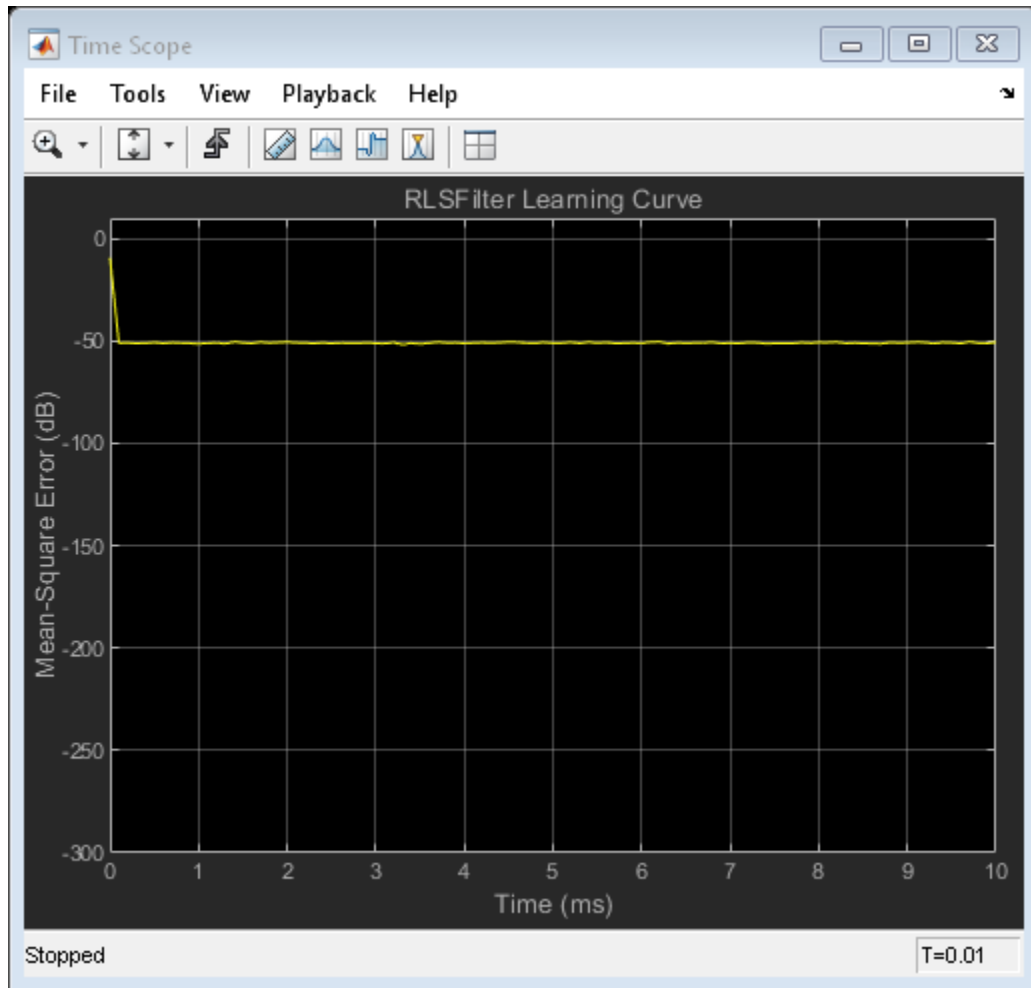 Time Scope
File Tools View Playback Help
RLSFilter Learning Curve
Mean-Square Error (dB)
0
-50
-100
-150
-200
-250
-300
0 1 2 3 4 5 6 7 8 9 10
Time (ms)
Stopped T=0.01